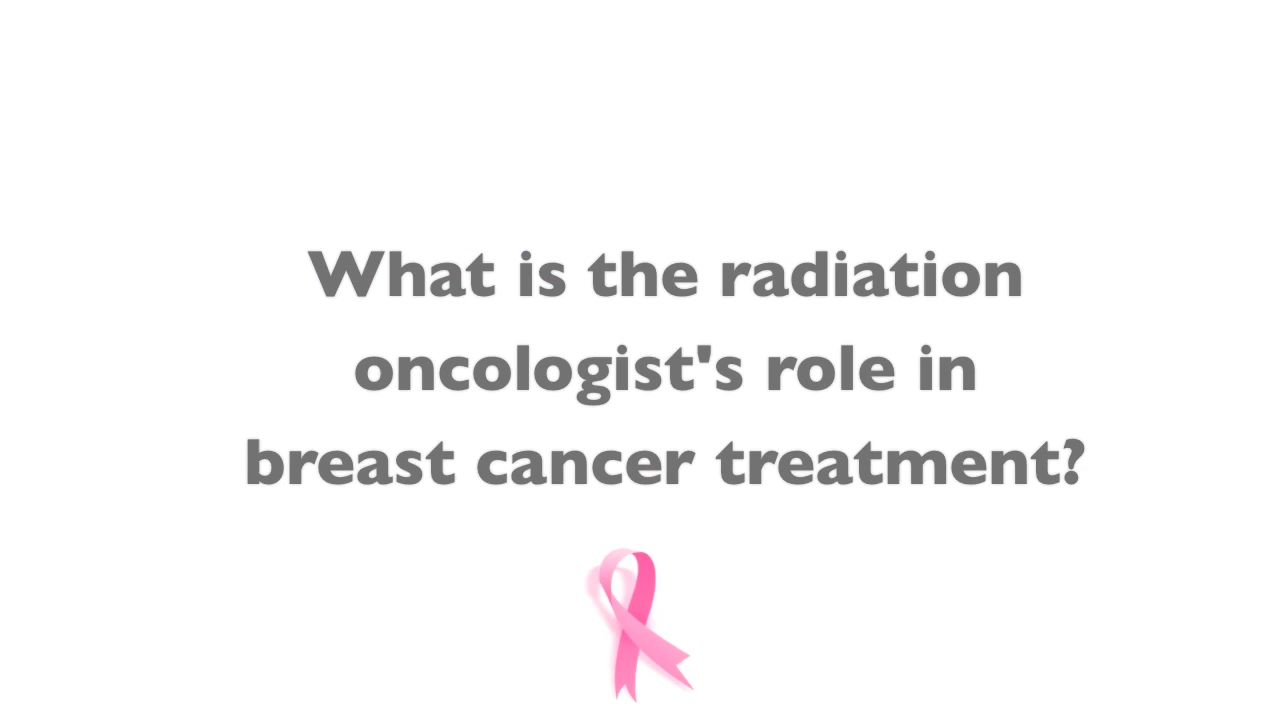 What is the radiation
oncologist's role in
breast cancer treatment?